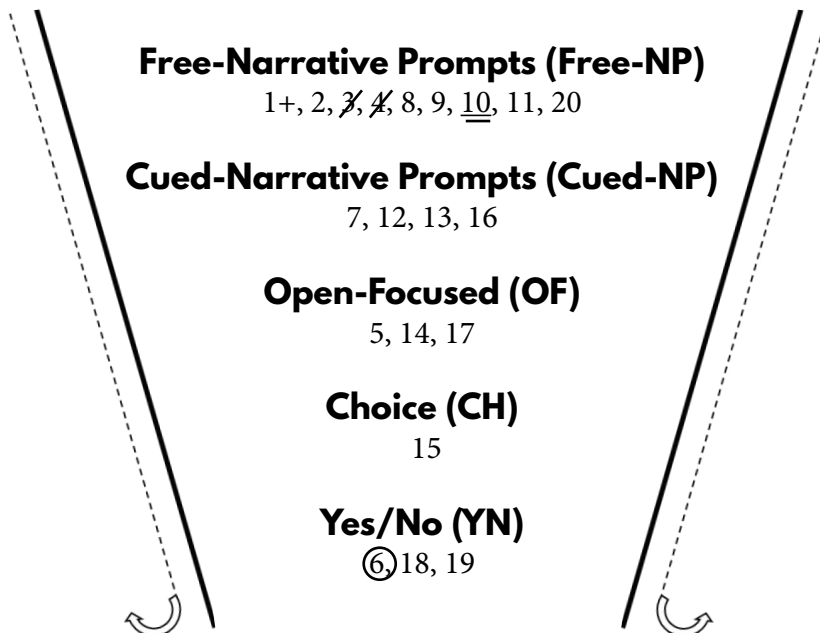 Free-Narrative Prompts (Free-NP)
1+, 2, 3, 4, 8, 9, 10, 11, 20
Cued-Narrative Prompts (Cued-NP)
7, 12, 13, 16
Open-Focused (OF)
5, 14, 17
Choice (CH)
15
Yes/No (YN)
6, 18, 19